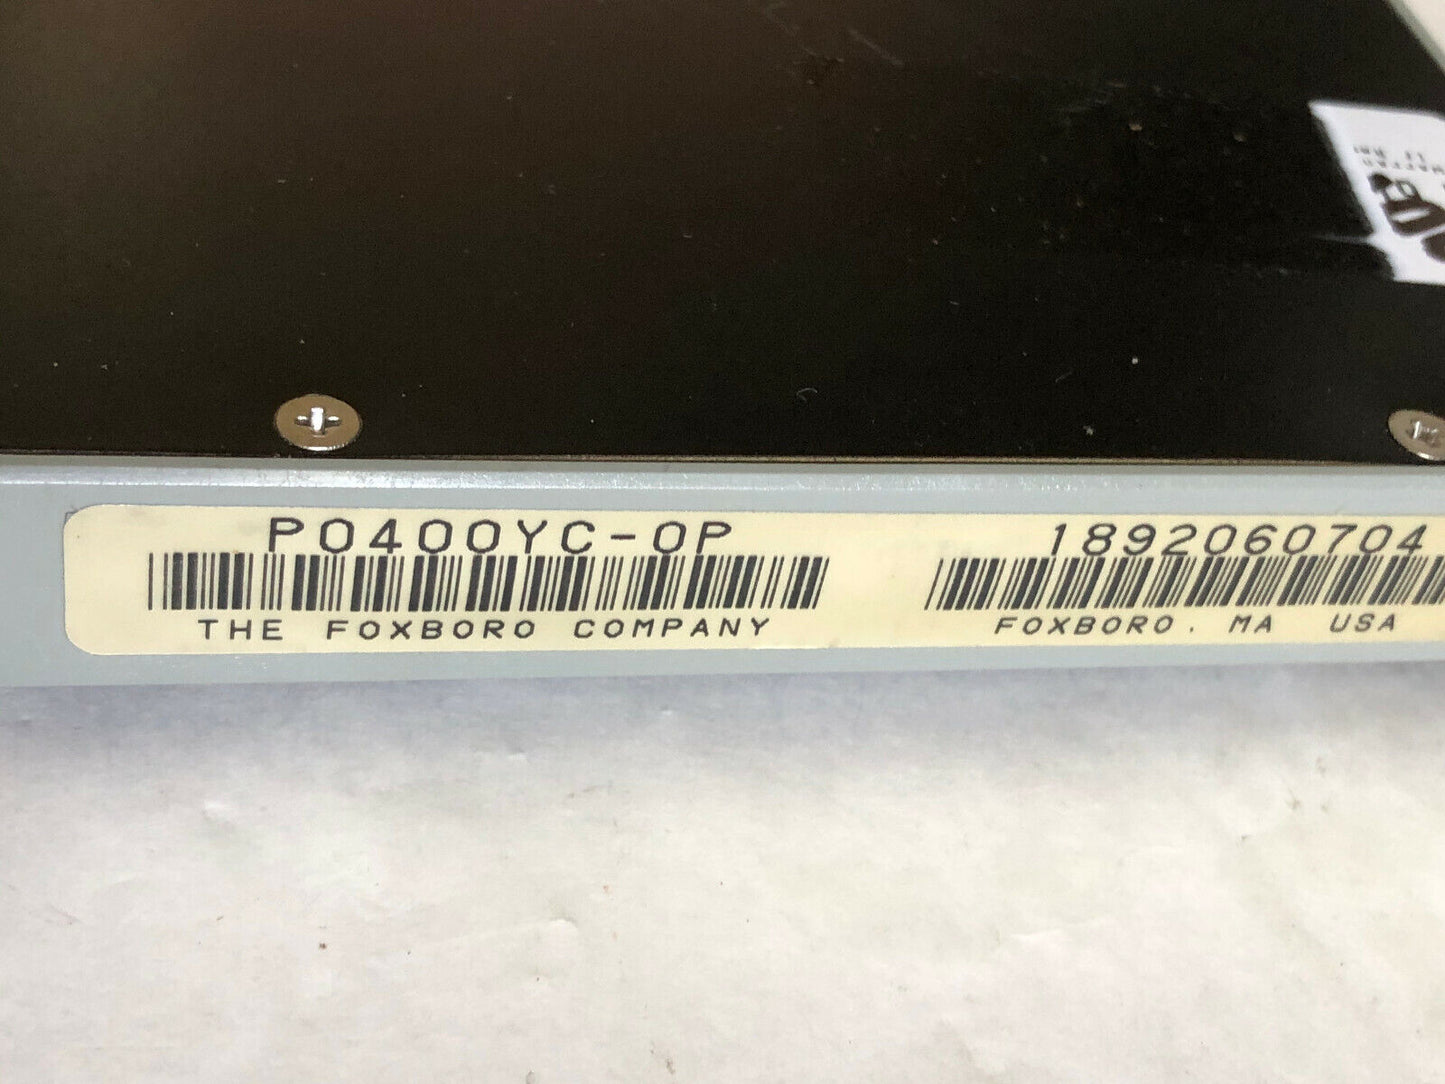 P0400YC-0P
THE FOXBORO COMPANY
1892060704
FOXBORO. MA USA